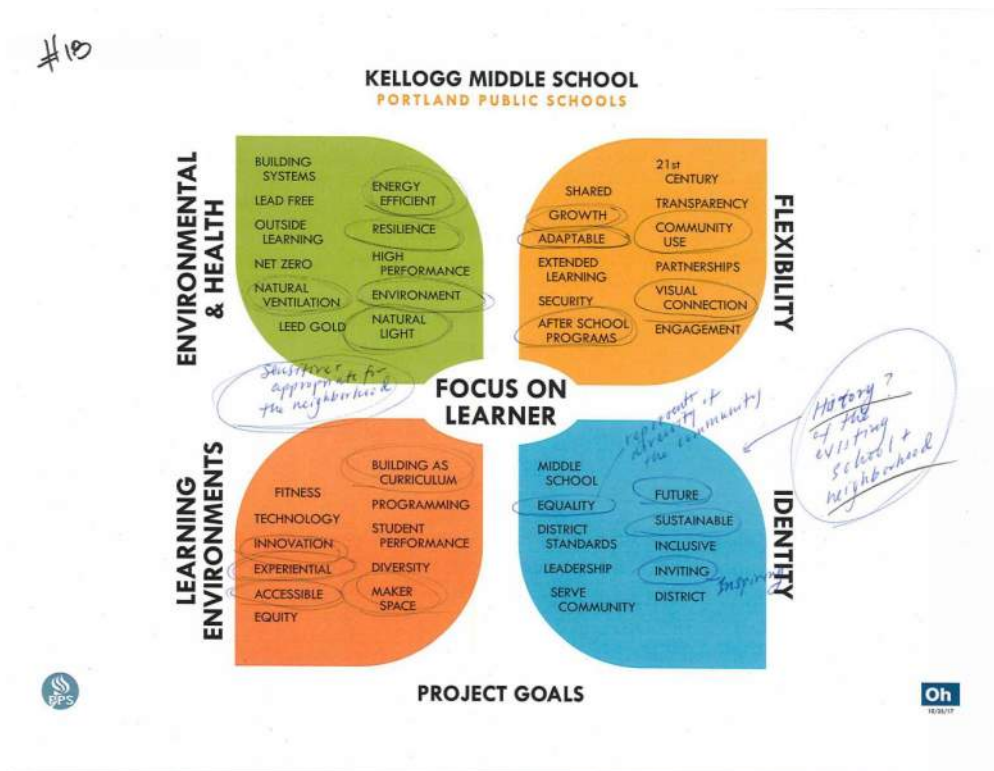 #18
KELLOGG MIDDLE SCHOOL
PORTLAND PUBLIC SCHOOLS
ENVIRONMENTAL
& HEALTH
BUILDING
SYSTEMS
LEAD FREE
OUTSIDE
LEARNING
NET ZERO
NATURAL
VENTILATION
LEED GOLD
ENERGY
EFFICIENT
RESILIENCE
HIGH
PERFORMANCE
ENVIRONMENT
NATURAL
LIGHT
SHARED
GROWTH
ADAPTABLE
EXTENDED
LEARNING
SECURITY
AFTER SCHOOL
PROGRAMS
21st
CENTURY
TRANSPARENCY
COMMUNITY
USE
PARTNERSHIPS
VISUAL
CONNECTION
ENGAGEMENT
FLEXIBILITY
Sensitive +
appropriate for
the neighborhood
FOCUS ON
LEARNER
represents
diversity of
the community
History?
of the
existing
school +
neighborhood
LEARNING
ENVIRONMENTS
FITNESS
TECHNOLOGY
INNOVATION
EXPERIENTIAL
ACCESSIBLE
EQUITY
BUILDING AS
CURRICULUM
PROGRAMMING
STUDENT
PERFORMANCE
DIVERSITY
MAKER
SPACE
MIDDLE
SCHOOL
EQUALITY
DISTRICT
STANDARDS
LEADERSHIP
SERVE
COMMUNITY
FUTURE
SUSTAINABLE
INCLUSIVE
INVITING
Inspiring
DISTRICT
IDENTITY
PPS
PROJECT GOALS
Oh